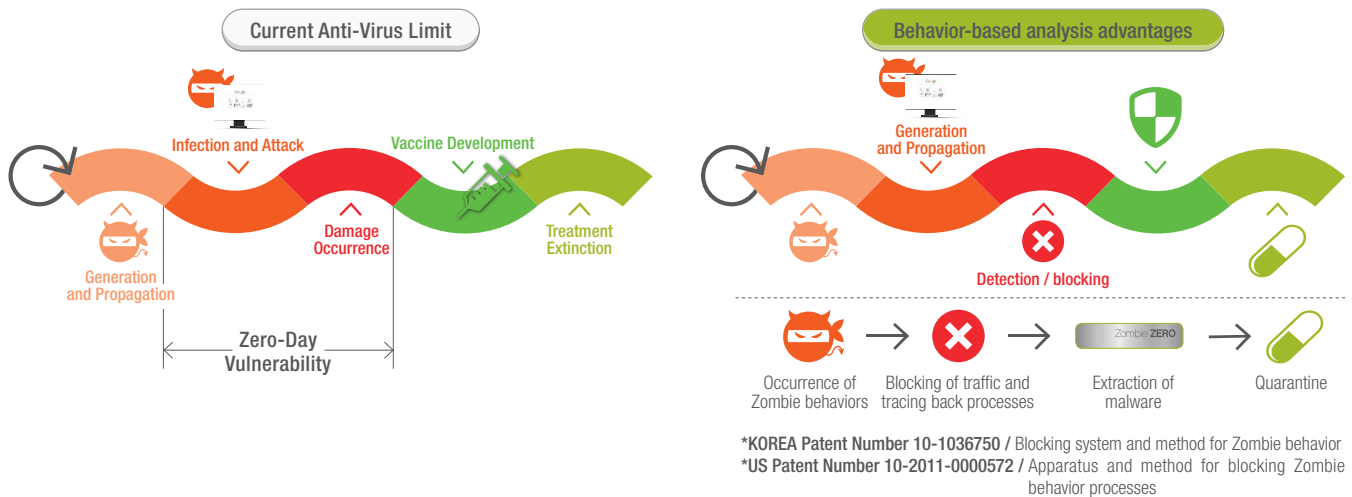 Current Anti-Virus Limit
Infection and Attack
Vaccine Development
Damage
Occurrence
Treatment
Extinction
Generation
and Propagation
Zero-Day
Vulnerability
Behavior-based analysis advantages
Generation
and Propagation
Detection / blocking
Zombie ZERO
Occurrence of
Zombie behaviors
Blocking of traffic and
tracing back processes
Extraction of
malware
Quarantine
*KOREA Patent Number 10-1036750 / Blocking system and method for Zombie behavior
*US Patent Number 10-2011-0000572 / Apparatus and method for blocking Zombie
behavior processes